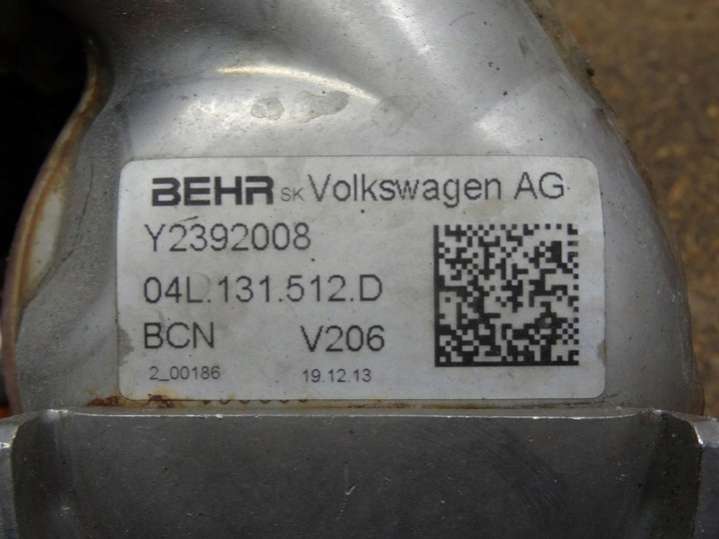 BEHR SK Volkswagen AG
Y2392008
04L.131.512.D
BCN V206
2_00186 19.12.13